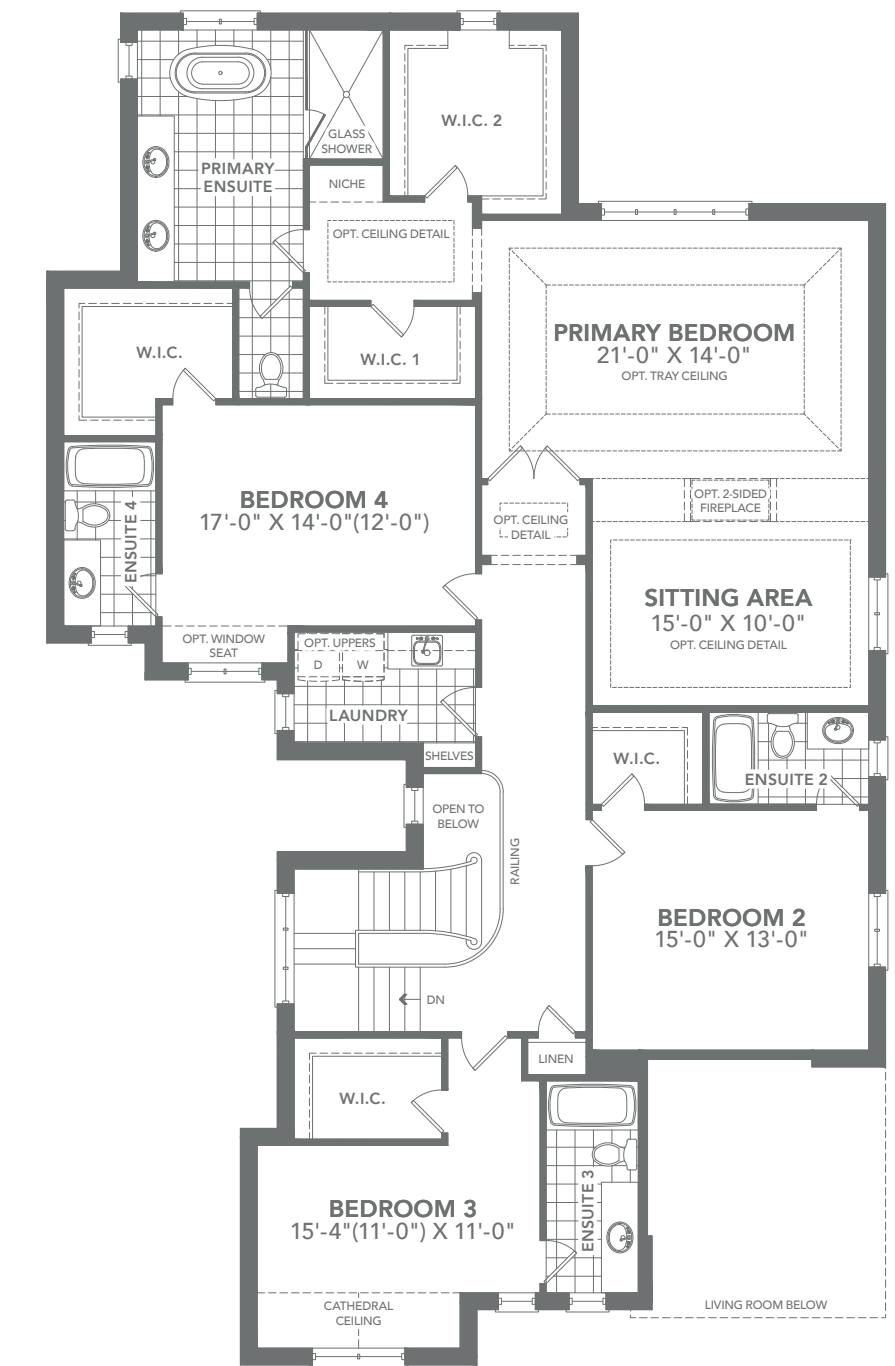 W.I.C. 2
GLASS
SHOWER
PRIMARY
ENSUITE
NICHE
OPT. CEILING DETAIL
PRIMARY BEDROOM
21'-0" X 14'-0"
OPT. TRAY CEILING
W.I.C.
W.I.C. 1
BEDROOM 4
17'-0" X 14'-0"(12'-0")
ENSUITE 4
OPT. CEILING
DETAIL
OPT. 2-SIDED
FIREPLACE
SITTING AREA
15'-0" X 10'-0"
OPT. CEILING DETAIL
OPT. WINDOW
SEAT
OPT. UPPERS
D
W
LAUNDRY
SHELVES
W.I.C.
ENSUITE 2
OPEN TO
BELOW
RAILING
BEDROOM 2
15'-0" X 13'-0"
DN
LINEN
W.I.C.
BEDROOM 3
15'-4"(11'-0") X 11'-0"
ENSUITE 3
CATHEDRAL
CEILING
LIVING ROOM BELOW